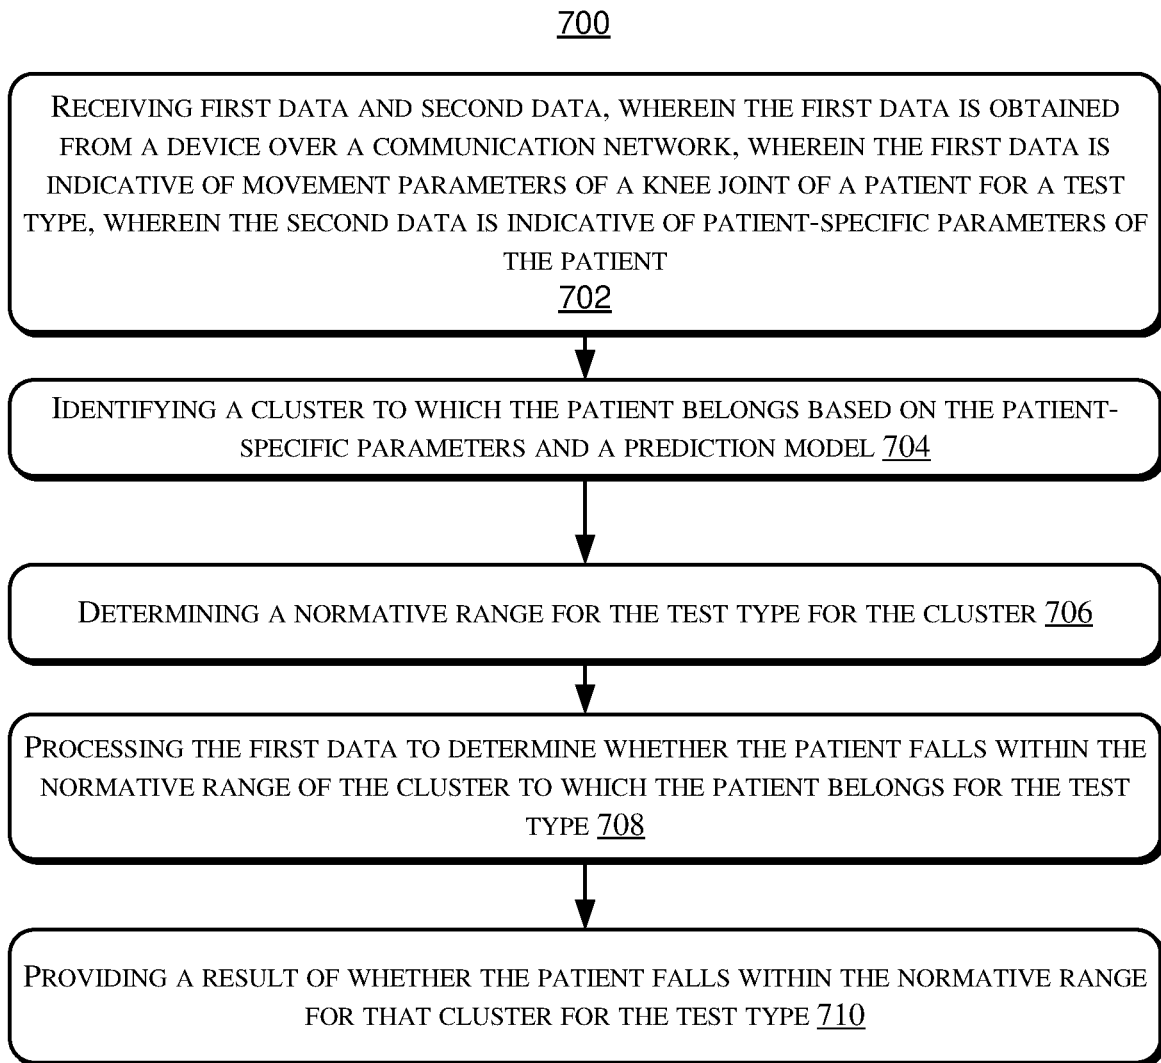 700
RECEIVING FIRST DATA AND SECOND DATA, WHEREIN THE FIRST DATA IS OBTAINED
FROM A DEVICE OVER A COMMUNICATION NETWORK, WHEREIN THE FIRST DATA IS
INDICATIVE OF MOVEMENT PARAMETERS OF A KNEE JOINT OF A PATIENT FOR A TEST
TYPE, WHEREIN THE SECOND DATA IS INDICATIVE OF PATIENT-SPECIFIC PARAMETERS OF
THE PATIENT
702
IDENTIFYING A CLUSTER TO WHICH THE PATIENT BELONGS BASED ON THE PATIENT-
SPECIFIC PARAMETERS AND A PREDICTION MODEL 704
DETERMINING A NORMATIVE RANGE FOR THE TEST TYPE FOR THE CLUSTER 706
PROCESSING THE FIRST DATA TO DETERMINE WHETHER THE PATIENT FALLS WITHIN THE
NORMATIVE RANGE OF THE CLUSTER TO WHICH THE PATIENT BELONGS FOR THE TEST
TYPE 708
PROVIDING A RESULT OF WHETHER THE PATIENT FALLS WITHIN THE NORMATIVE RANGE
FOR THAT CLUSTER FOR THE TEST TYPE 710